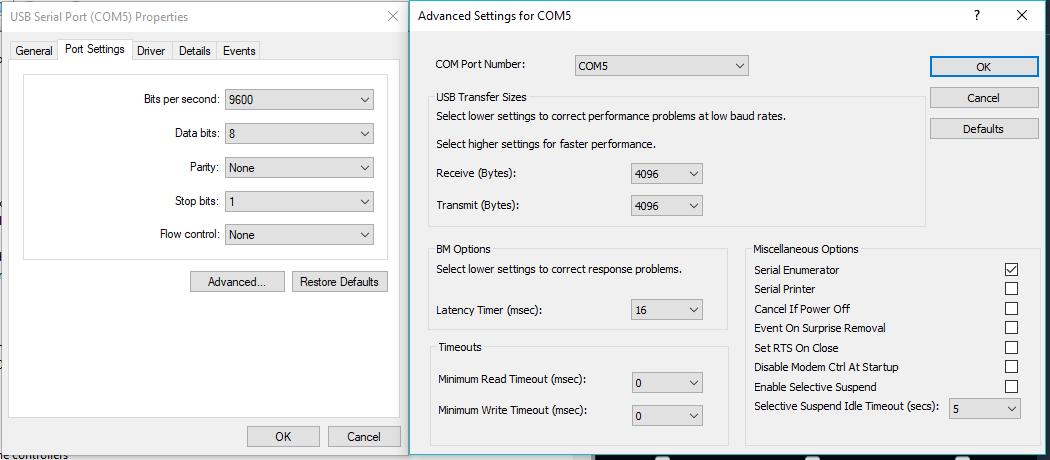 USB Serial Port (COM5) Properties
General
Port Settings
Driver
Details
Events
Bits per second: 9600
Data bits: 8
Parity: None
Stop bits: 1
Flow control: None
Advanced...
Restore Defaults
OK
Cancel
Advanced Settings for COM5
?
COM Port Number: COM5
OK
Cancel
Defaults
USB Transfer Sizes
Select lower settings to correct performance problems at low baud rates.
Select higher settings for faster performance.
Receive (Bytes): 4096
Transmit (Bytes): 4096
BM Options
Select lower settings to correct response problems.
Latency Timer (msec): 16
Timeouts
Minimum Read Timeout (msec): 0
Minimum Write Timeout (msec): 0
Miscellaneous Options
Serial Enumerator
Serial Printer
Cancel If Power Off
Event On Surprise Removal
Set RTS On Close
Disable Modem Ctrl At Startup
Enable Selective Suspend
Selective Suspend Idle Timeout (secs): 5